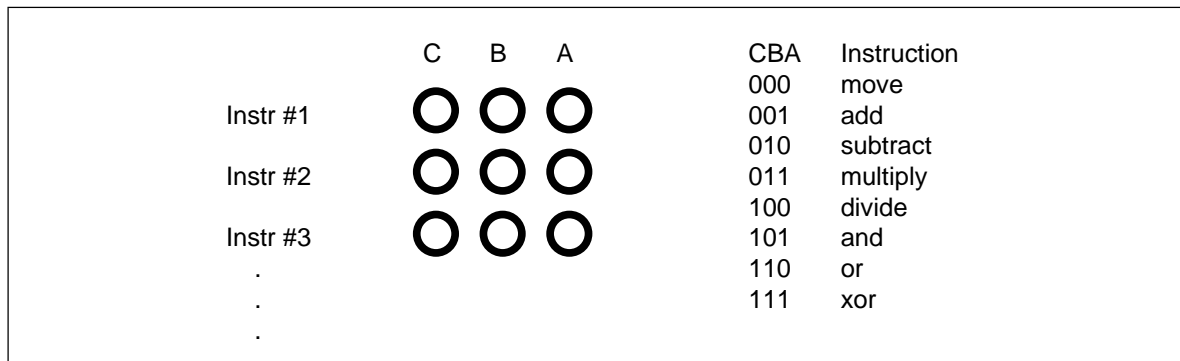 C B A
Instr #1
Instr #2
Instr #3
.
.
.
CBA Instruction
000 move
001 add
010 subtract
011 multiply
100 divide
101 and
110 or
111 xor